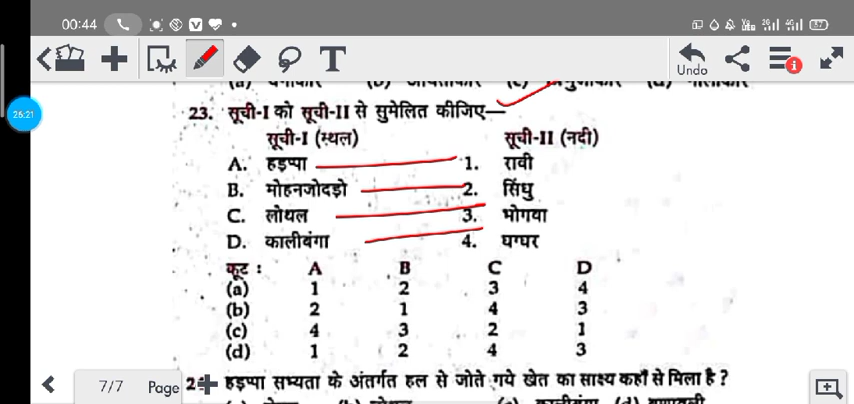 00:44
Undo
26:21
23. सूची-I को सूची-II से सुमेलित कीजिए—
सूची-I (स्थल) सूची-II (नदी)
A. हड़प्पा 1. रावी
B. मोहनजोदड़ो 2. सिंधु
C. लोथल 3. भोगवा
D. कालीबंगा 4. घग्घर
कूट : A B C D
(a) 1 2 3 4
(b) 2 1 4 3
(c) 4 3 2 1
(d) 1 2 4 3
7/7 Page
हड़प्पा सभ्यता के अंतर्गत हल से जोते गये खेत का साक्ष्य कहाँ से मिला है ?